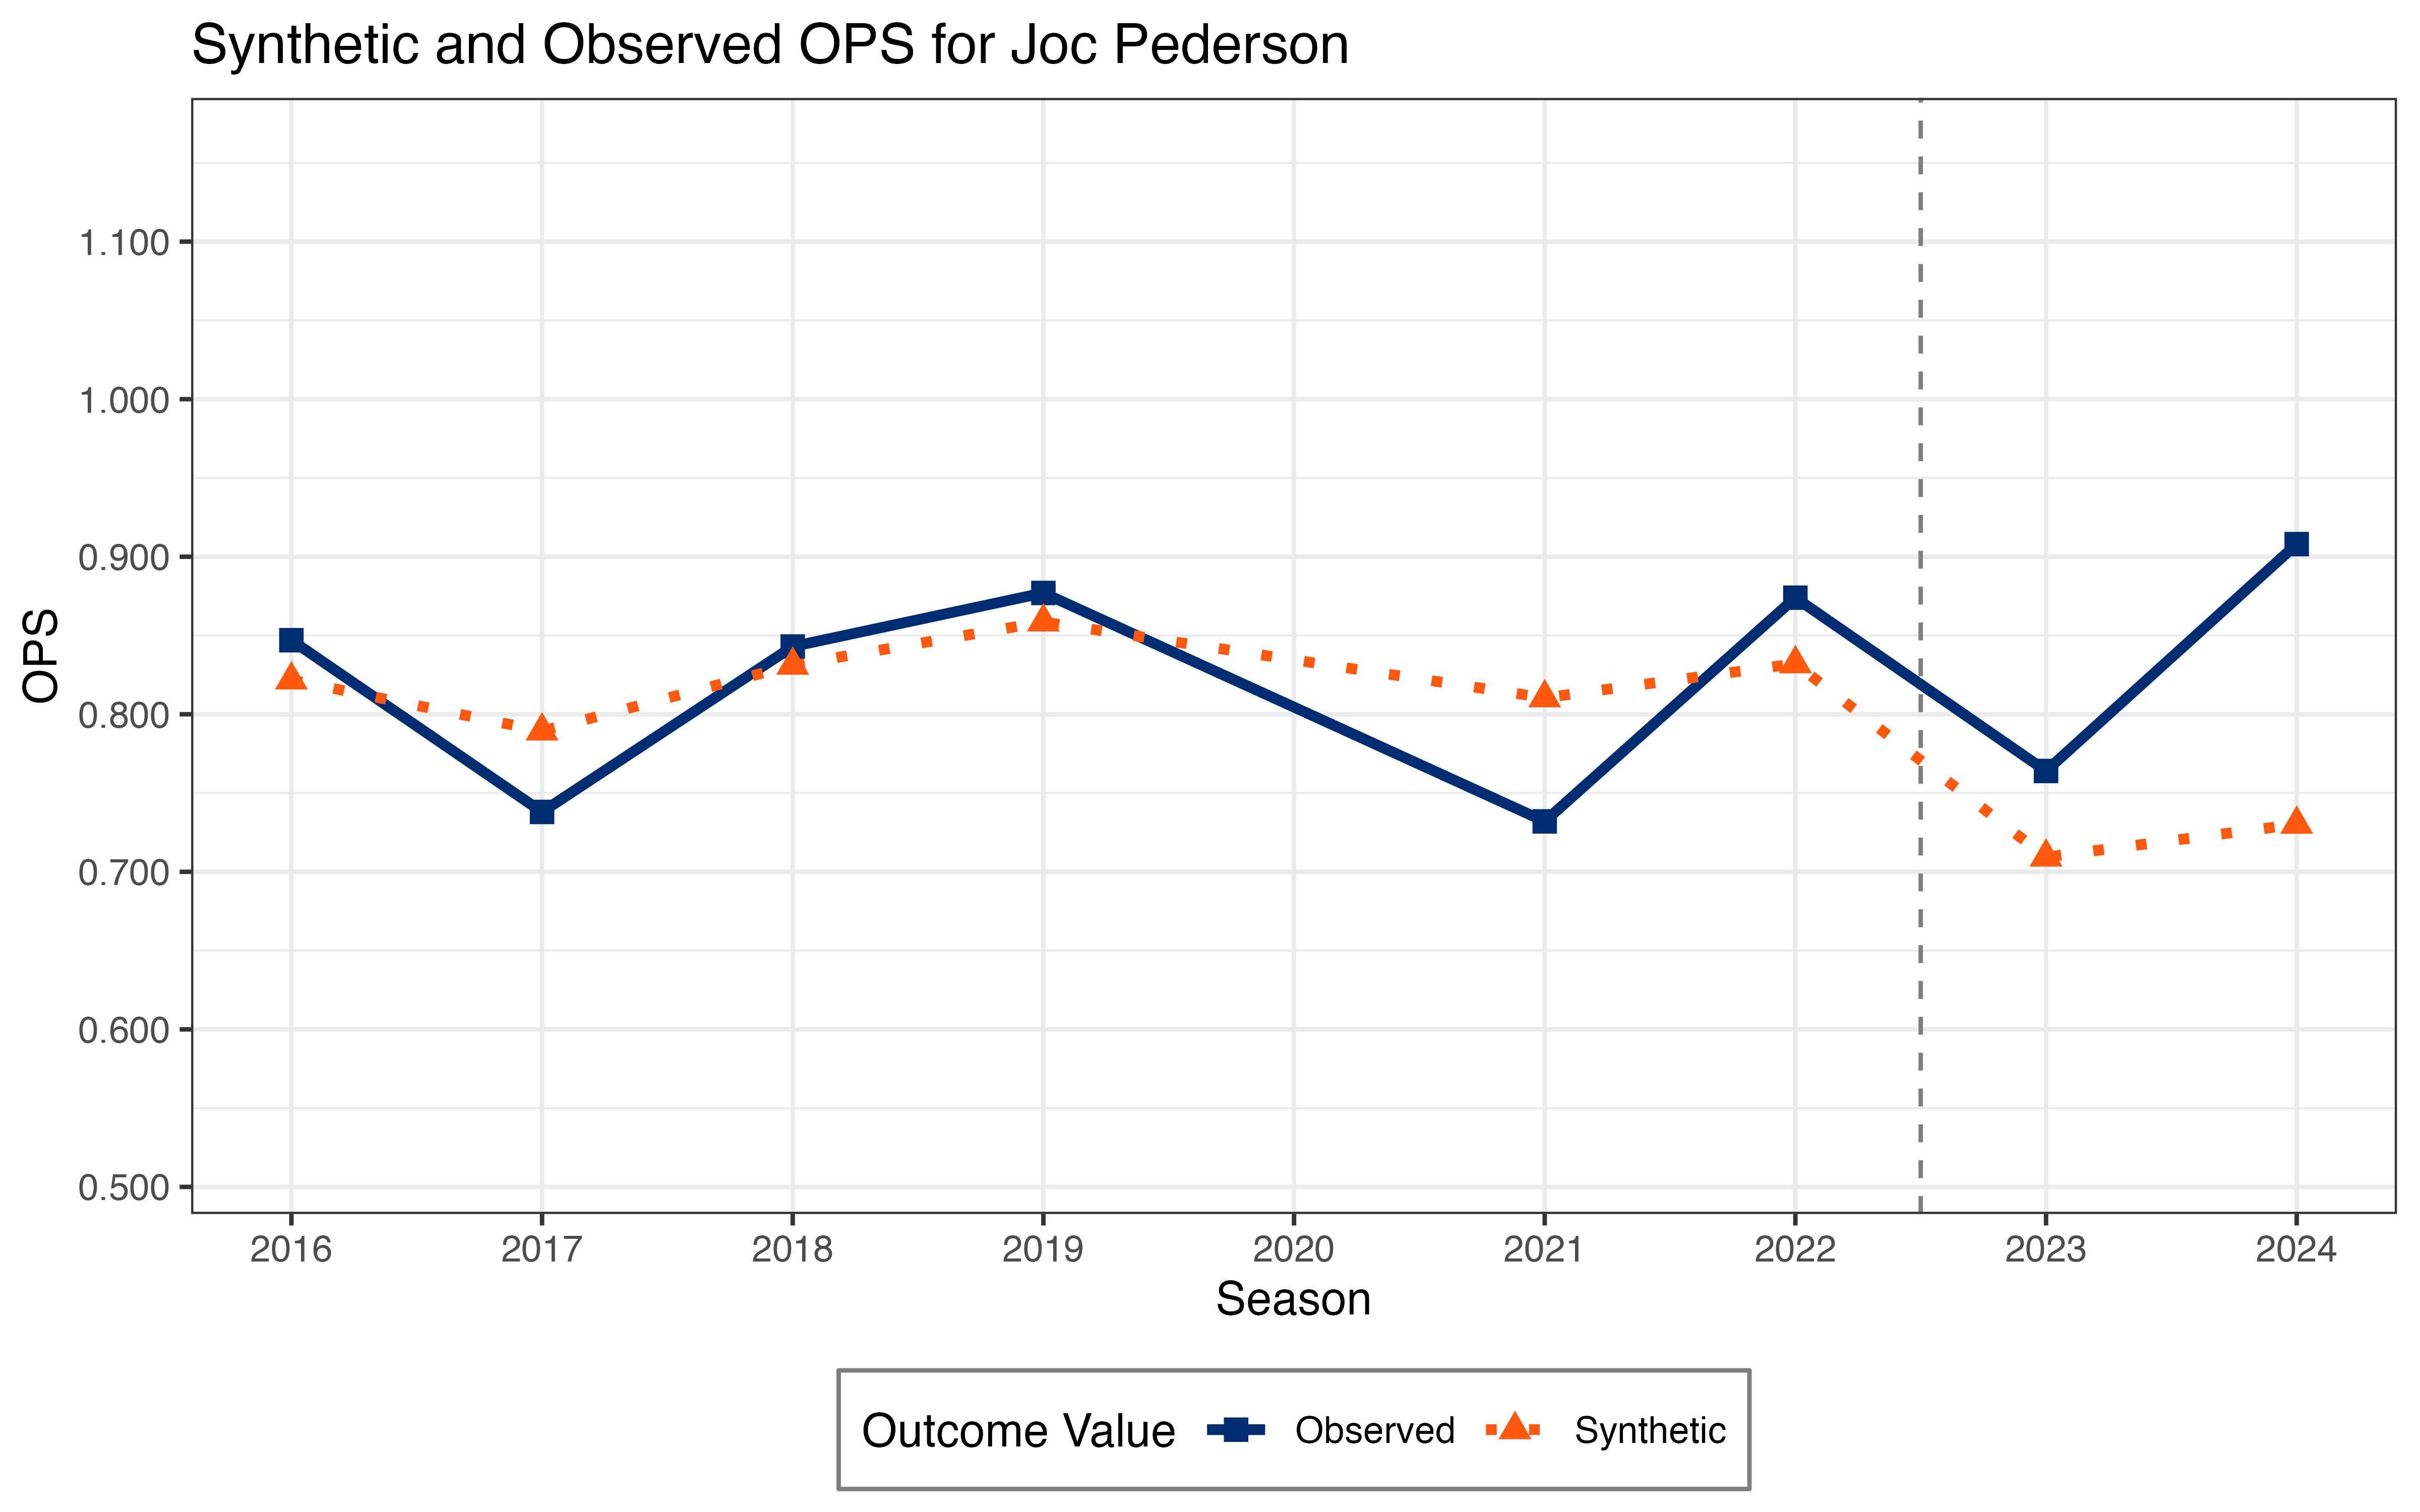 Synthetic and Observed OPS for Joc Pederson
OPS
1.100
1.000
0.900
0.800
0.700
0.600
0.500
2016 2017 2018 2019 2020 2021 2022 2023 2024
Season
Outcome Value Observed Synthetic